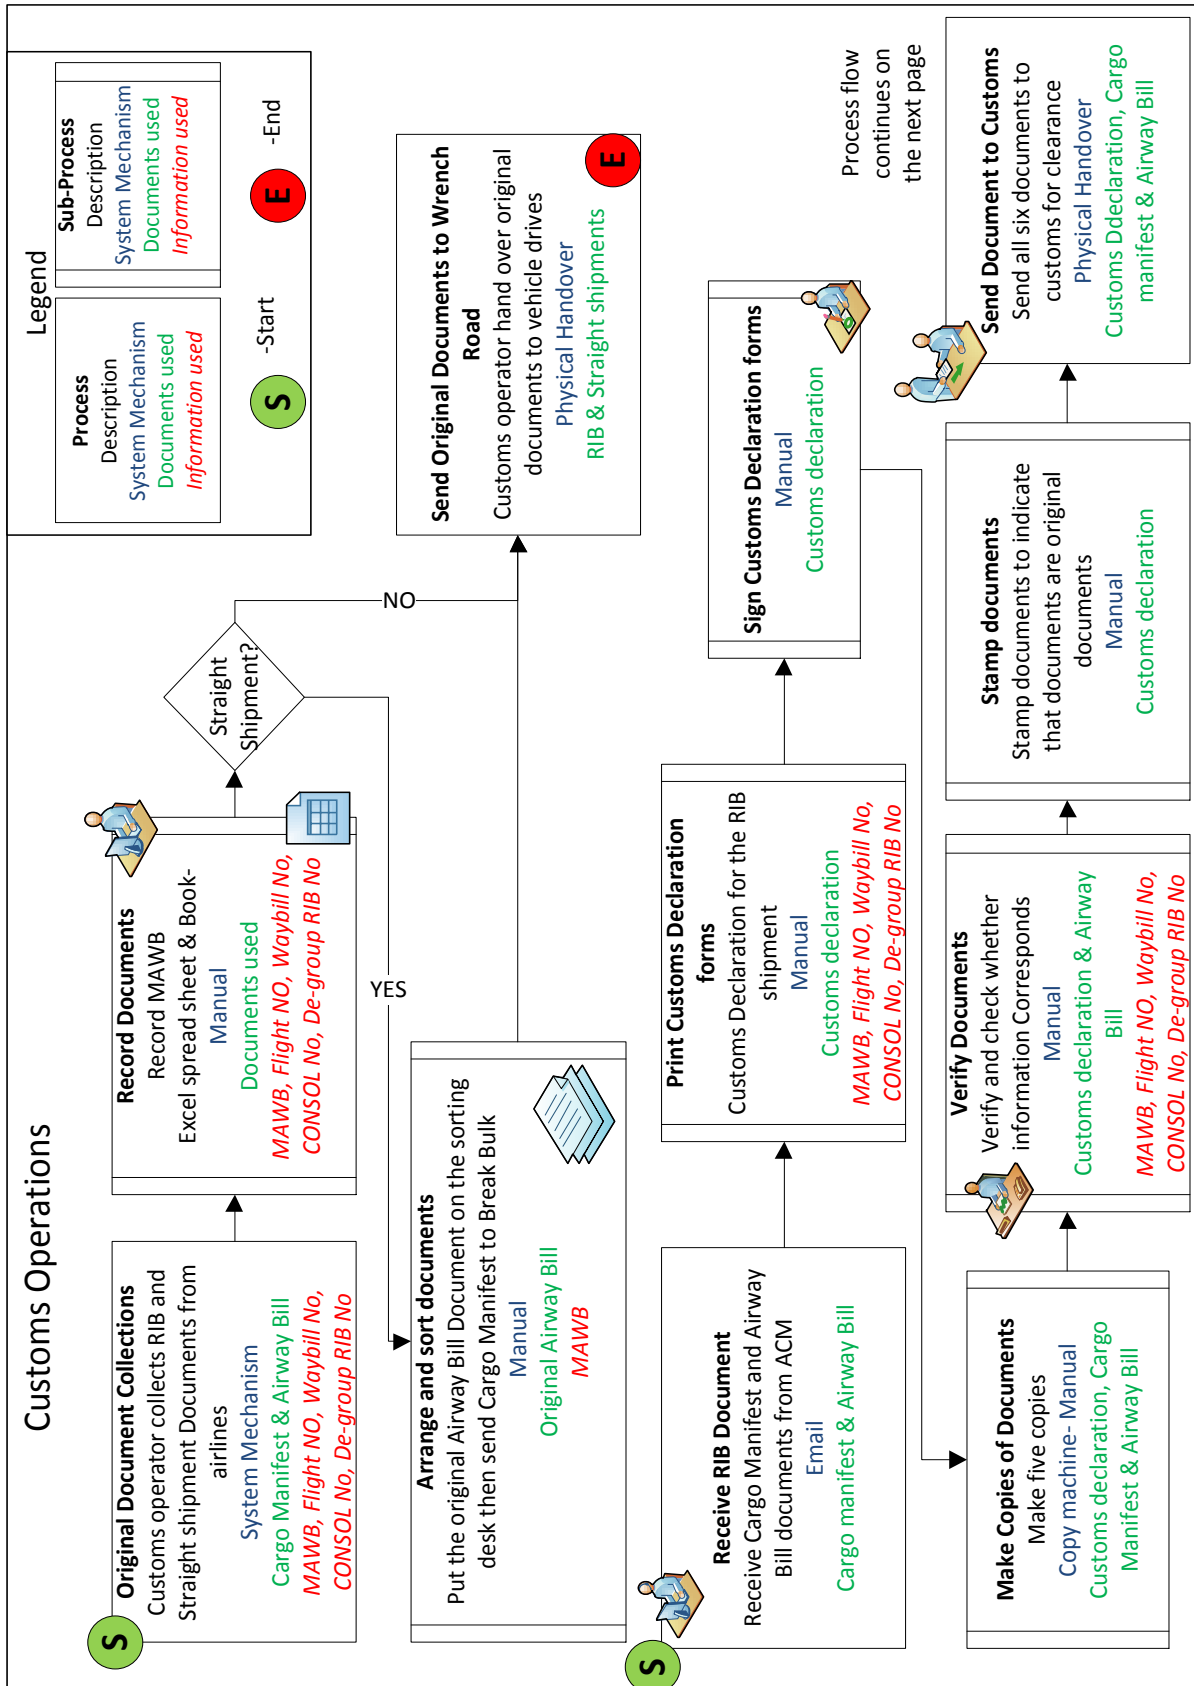 Customs Operations
Legend
Process
Description
System Mechanism
Documents used
Information used
Sub-Process
Description
System Mechanism
Documents used
Information used
S
-Start
E
-End
S
Original Document Collections
Customs operator collects RIB and
Straight shipment Documents from
airlines
System Mechanism
Cargo Manifest & Airway Bill
MAWB, Flight NO, Waybill No,
CONSOL No, De-group RIB No
Record Documents
Record MAWB
Excel spread sheet & Book-
Manual
Documents used
MAWB, Flight NO, Waybill No,
CONSOL No, De-group RIB No
Straight
Shipment?
NO
YES
Arrange and sort documents
Put the original Airway Bill Document on the sorting
desk then send Cargo Manifest to Break Bulk
Manual
Original Airway Bill
MAWB
Send Original Documents to Wrench
Road
Customs operator hand over original
documents to vehicle drives
Physical Handover
RIB & Straight shipments
E
S
Receive RIB Document
Receive Cargo Manifest and Airway
Bill documents from ACM
Email
Cargo manifest & Airway Bill
Print Customs Declaration
forms
Customs Declaration for the RIB
shipment
Manual
Customs declaration
MAWB, Flight NO, Waybill No,
CONSOL No, De-group RIB No
Sign Customs Declaration forms
Manual
Customs declaration
Process flow
continues on
the next page
Make Copies of Documents
Make five copies
Copy machine- Manual
Customs declaration, Cargo
Manifest & Airway Bill
Verify Documents
Verify and check whether
information Corresponds
Manual
Customs declaration & Airway
Bill
MAWB, Flight NO, Waybill No,
CONSOL No, De-group RIB No
Stamp documents
Stamp documents to indicate
that documents are original
documents
Manual
Customs declaration
Send Document to Customs
Send all six documents to
customs for clearance
Physical Handover
Customs Ddeclaration, Cargo
manifest & Airway Bill